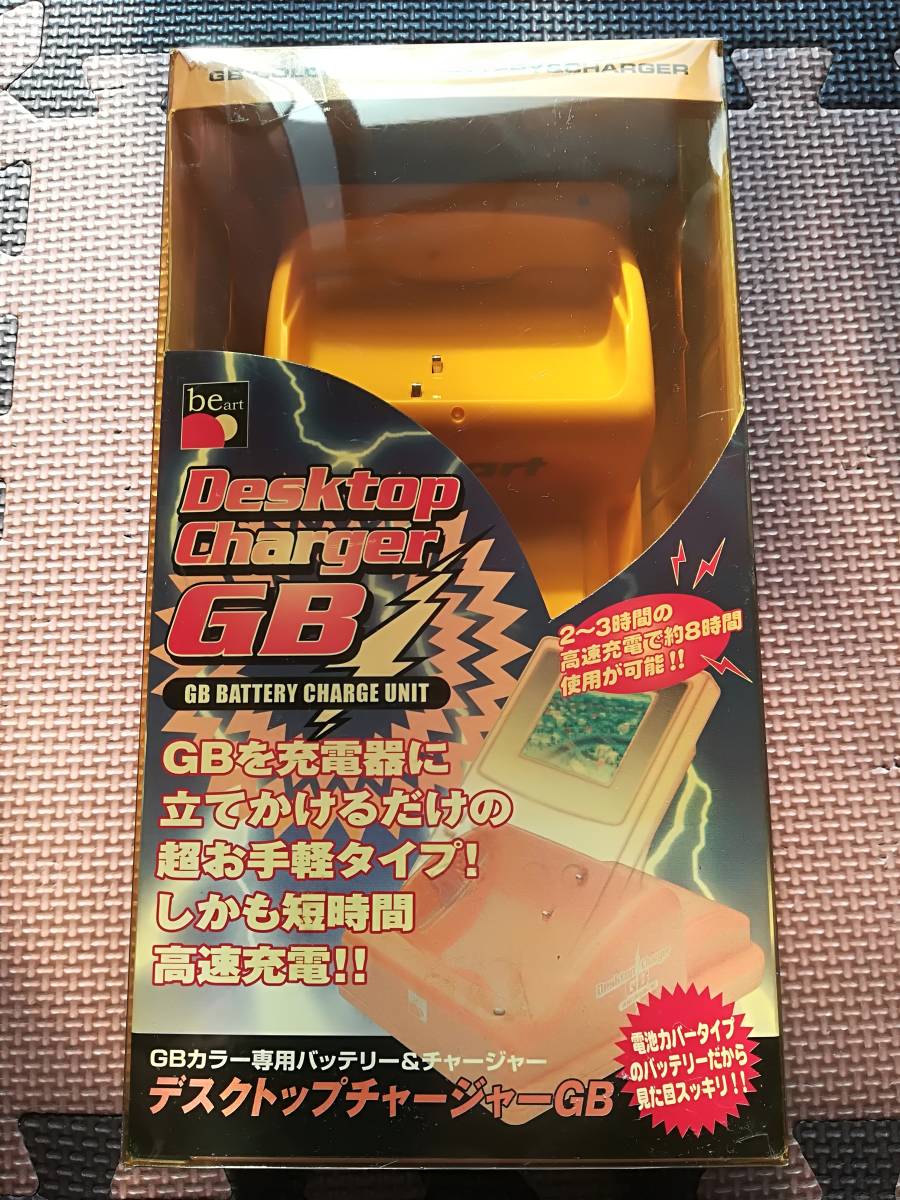 CHARGER
be art
art
Desktop
Charger
GB
GB BATTERY CHARGE UNIT
2～3時間の
高速充電で約8時間
使用が可能!!
GBを充電器に
立てかけるだけの
超お手軽タイプ!
しかも短時間
高速充電!!
Desktop Charger
電池カバータイプ
のバッテリーだから
見た目スッキリ!!
GBカラー専用バッテリー&チャージャー
デスクトップチャージャーGB